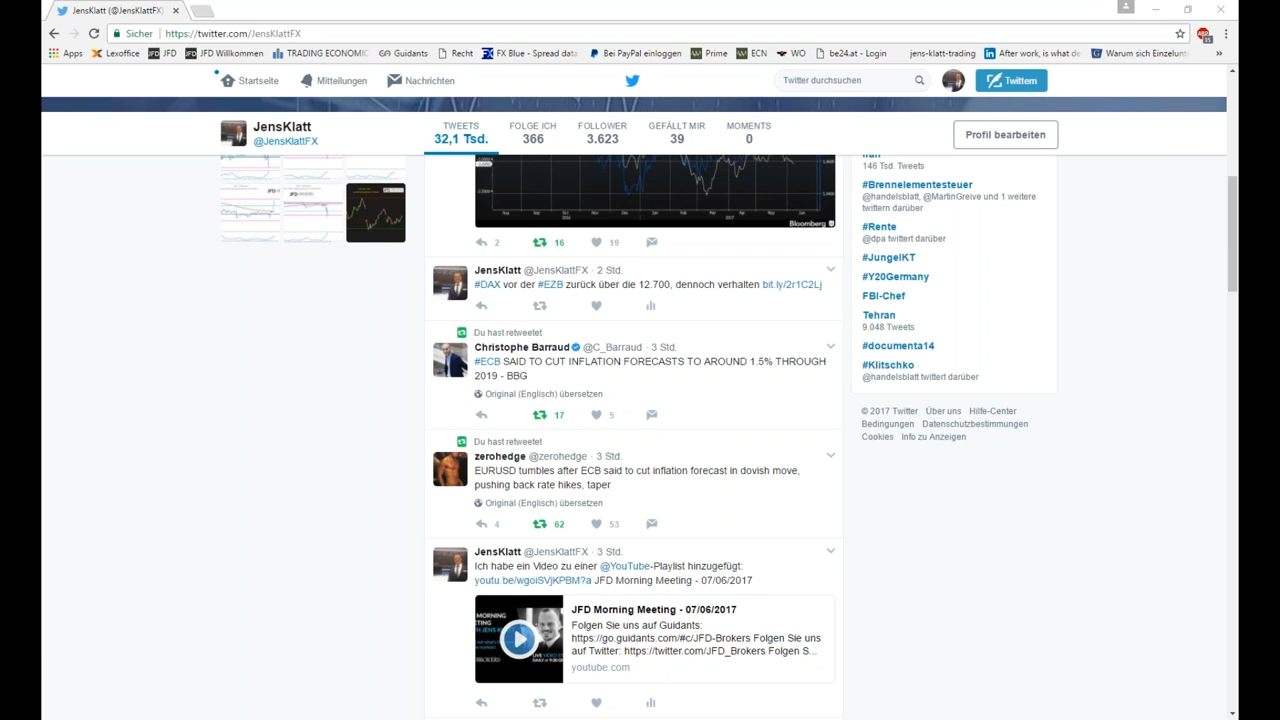 JensKlatt (@JensKlattFX)
Sicher https://twitter.com/JensKlattFX
Apps Lexoffice JFD JFD Willkommen TRADING ECONOMIC Guidants Recht FX Blue - Spread data Bei PayPal einloggen Prime ECN WO be24.at - Login jens-klatt-trading After work, is what de Warum sich Einzelunt
Startseite Mitteilungen Nachrichten Twitter durchsuchen Twittern
JensKlatt
@JensKlattFX
TWEETS FOLGE ICH FOLLOWER GEFÄLLT MIR MOMENTS
32,1 Tsd. 366 3.623 39 0
Profil bearbeiten
Bloomberg
2 16 19
JensKlatt @JensKlattFX · 2 Std.
#DAX vor der #EZB zurück über die 12.700, dennoch verhalten bit.ly/2r1C2Lj
Du hast retweetet
Christophe Barraud @C_Barraud · 3 Std.
#ECB SAID TO CUT INFLATION FORECASTS TO AROUND 1.5% THROUGH
2019 - BBG
Original (Englisch) übersetzen
17 5
Du hast retweetet
zerohedge @zerohedge · 3 Std.
EURUSD tumbles after ECB said to cut inflation forecast in dovish move,
pushing back rate hikes, taper
Original (Englisch) übersetzen
4 62 53
JensKlatt @JensKlattFX · 3 Std.
Ich habe ein Video zu einer @YouTube-Playlist hinzugefügt:
youtu.be/wgoiSVjKPBM?a JFD Morning Meeting - 07/06/2017
JFD Morning Meeting - 07/06/2017
Folgen Sie uns auf Guidants:
https://go.guidants.com/#c/JFD-Brokers Folgen Sie uns
auf Twitter: https://twitter.com/JFD_Brokers Folgen S...
youtube.com
146 Tsd. Tweets
#Brennelementesteuer
@handelsblatt, @MartinGreive und 1 weitere
twittern darüber
#Rente
@dpa twittert darüber
#JungelKT
#Y20Germany
FBI-Chef
Tehran
9.048 Tweets
#documenta14
#Klitschko
@handelsblatt twittert darüber
© 2017 Twitter Über uns Hilfe-Center
Bedingungen Datenschutzbestimmungen
Cookies Info zu Anzeigen